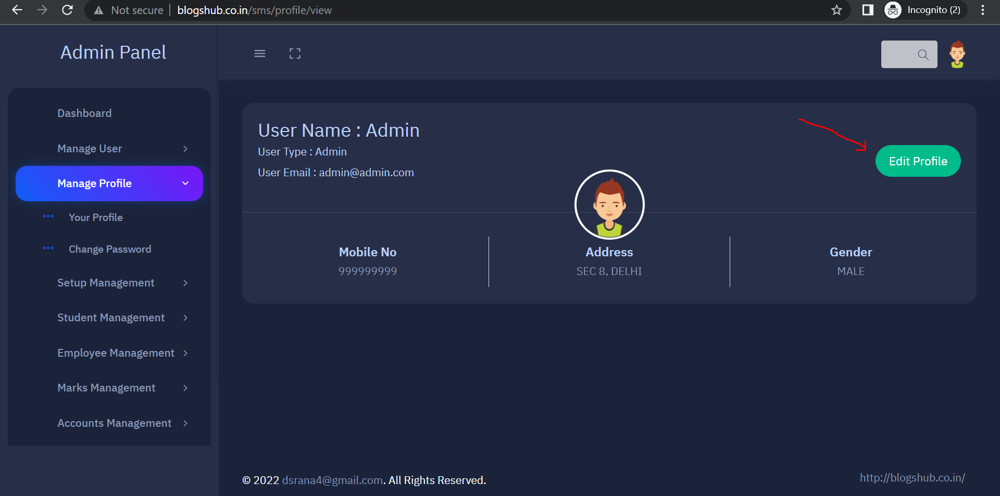 Not secure | blogshub.co.in/sms/profile/view
Incognito (2)
Admin Panel
Dashboard
Manage User
Manage Profile
Your Profile
Change Password
Setup Management
Student Management
Employee Management
Marks Management
Accounts Management
User Name : Admin
User Type : Admin
User Email : admin@admin.com
Edit Profile
Mobile No
999999999
Address
SEC 8, DELHI
Gender
MALE
© 2022 dsrana4@gmail.com. All Rights Reserved.
http://blogshub.co.in/